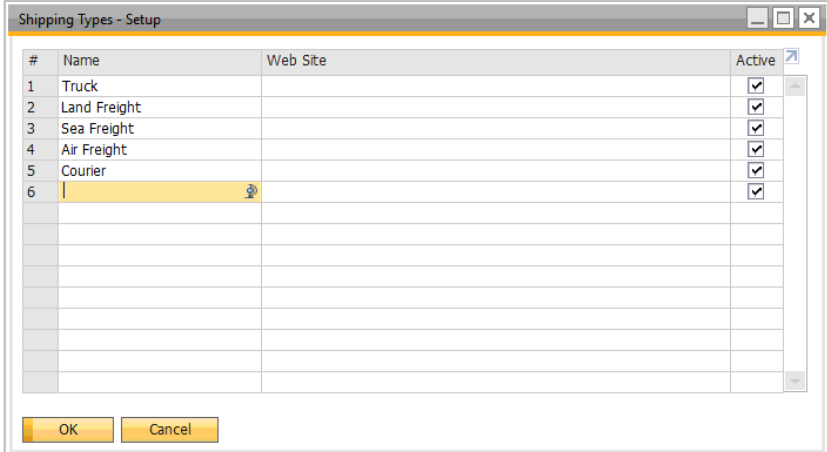 Shipping Types - Setup
# Name Web Site Active
1 Truck
2 Land Freight
3 Sea Freight
4 Air Freight
5 Courier
6
OK Cancel